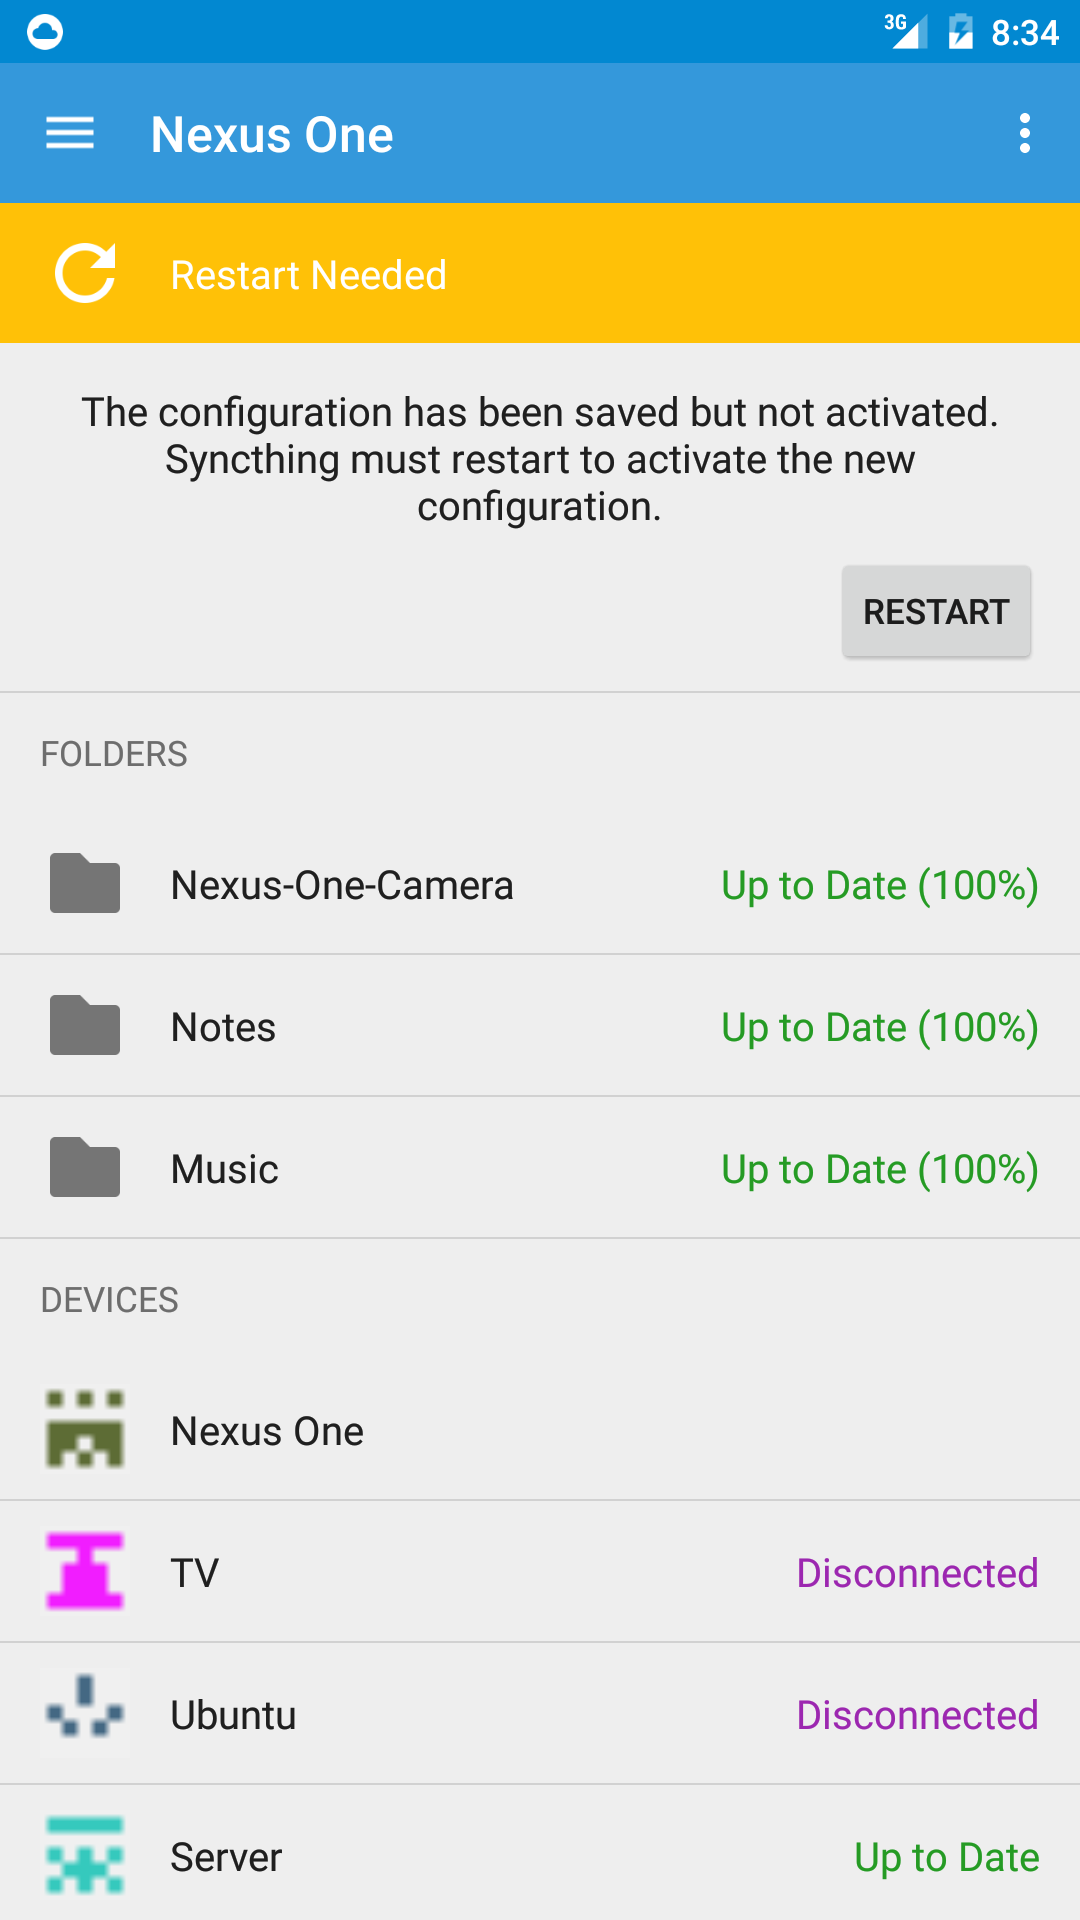 3G 8:34
Nexus One
Restart Needed
The configuration has been saved but not activated.
Syncthing must restart to activate the new
configuration.
RESTART
FOLDERS
Nexus-One-Camera Up to Date (100%)
Notes Up to Date (100%)
Music Up to Date (100%)
DEVICES
Nexus One
TV Disconnected
Ubuntu Disconnected
Server Up to Date